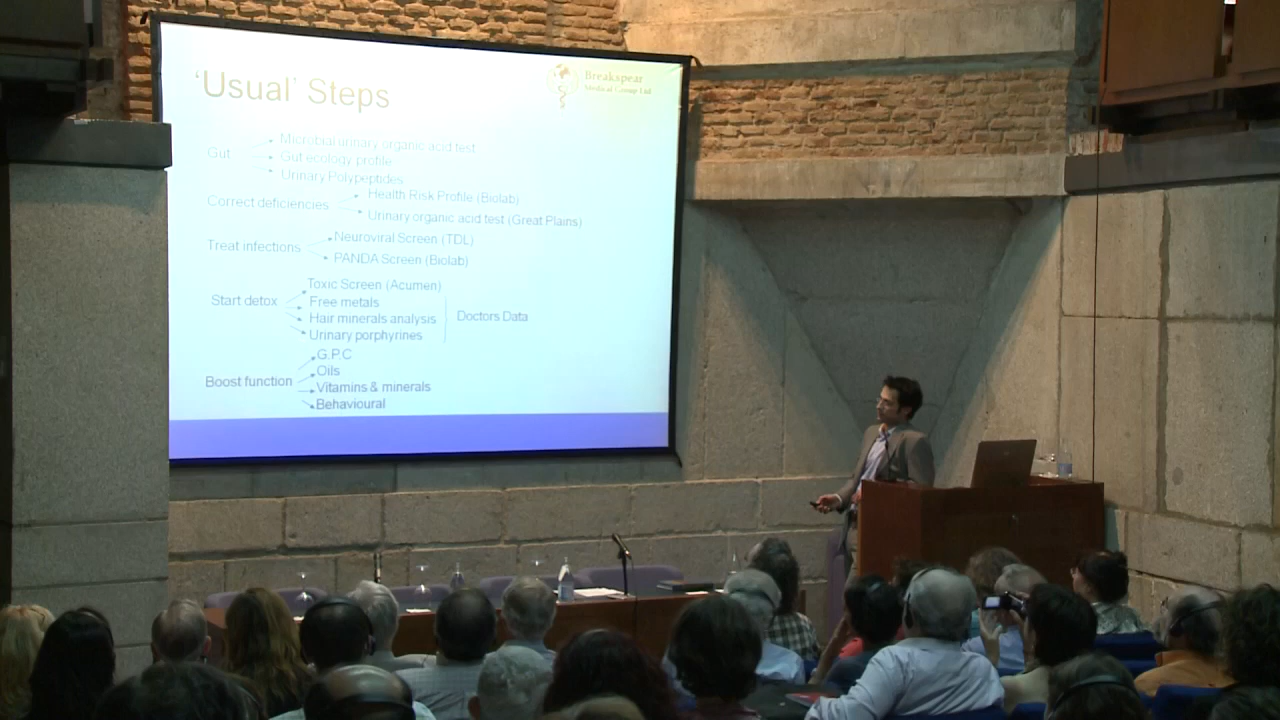 'Usual' Steps
Breakspear
Medical Group Ltd
Gut
Microbial urinary organic acid test
Gut ecology profile
Urinary Polypeptides
Correct deficiencies
Health Risk Profile (Biolab)
Urinary organic acid test (Great Plains)
Treat infections
Neuroviral Screen (TDL)
PANDA Screen (Biolab)
Start detox
Toxic Screen (Acumen)
Free metals
Hair minerals analysis
Urinary porphyrines
Doctors Data
Boost function
G.P.C
Oils
Vitamins & minerals
Behavioural